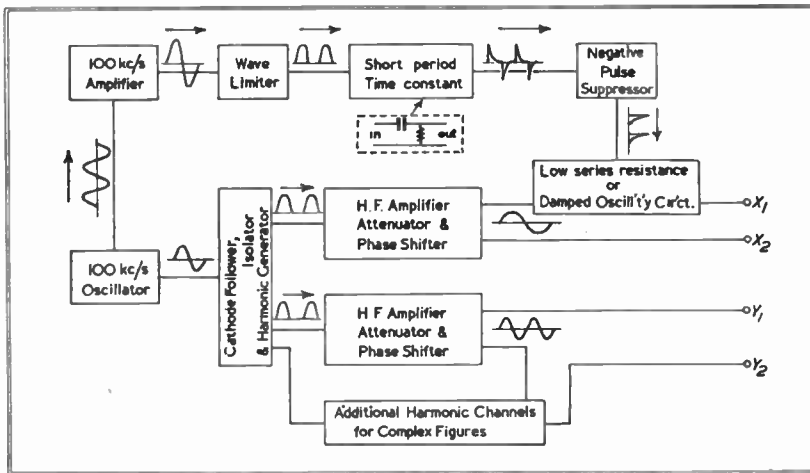 100 kc/s
Amplifier
Wave
Limiter
Short period
Time constant
Negative
Pulse
Suppressor
in
out
Low series resistance
or
Damped Oscill't'y Circt.
X1
X2
H.F. Amplifier
Attenuator &
Phase Shifter
100 kc/s
Oscillator
Cathode Follower,
Isolator
& Harmonic Generator
H F Amplifier
Attenuator &
Phase Shifter
Y1
Y2
Additional Harmonic Channels
for Complex Figures